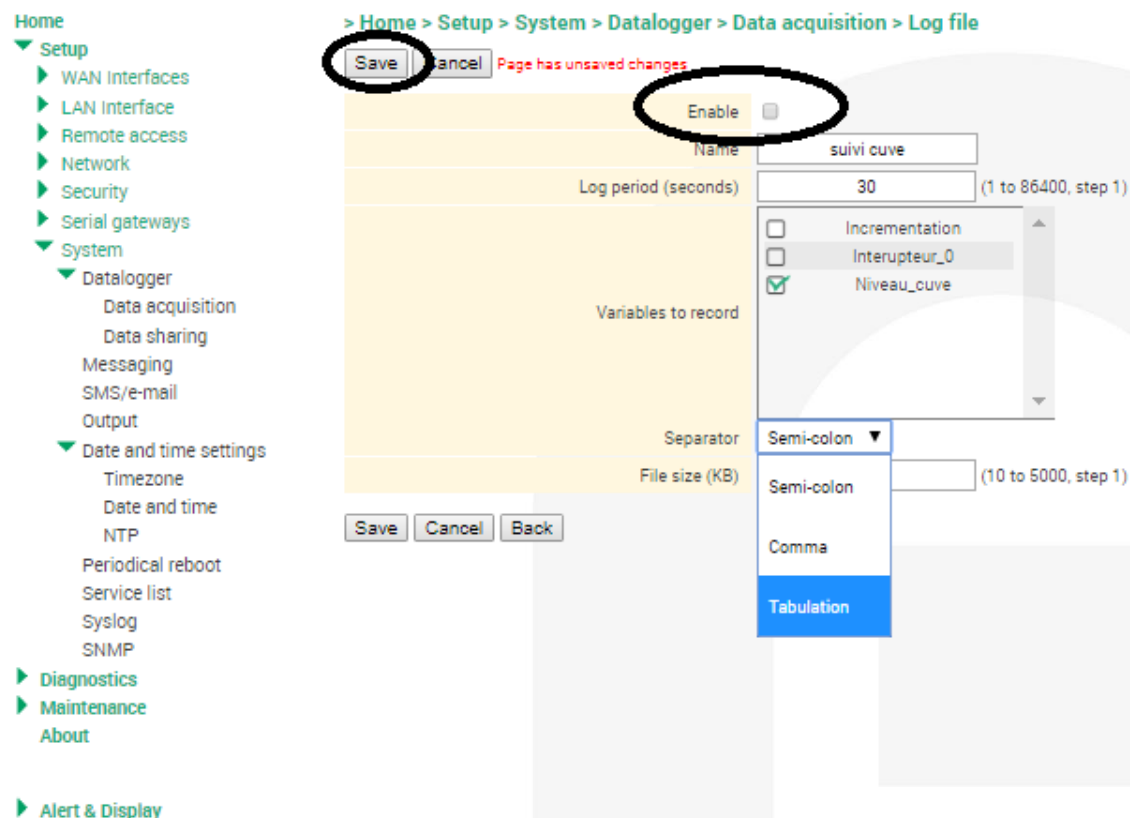 Home
Setup
WAN Interfaces
LAN Interface
Remote access
Network
Security
Serial gateways
System
Datalogger
Data acquisition
Data sharing
Messaging
SMS/e-mail
Output
Date and time settings
Timezone
Date and time
NTP
Periodical reboot
Service list
Syslog
SNMP
Diagnostics
Maintenance
About
Alert & Display
> Home > Setup > System > Datalogger > Data acquisition > Log file
Save Cancel Page has unsaved changes
Enable
Name suivi cuve
Log period (seconds) 30 (1 to 86400, step 1)
Variables to record
Incrementation
Interupteur_0
Niveau_cuve
Separator Semi-colon
File size (KB) (10 to 5000, step 1)
Semi-colon
Comma
Tabulation
Save Cancel Back